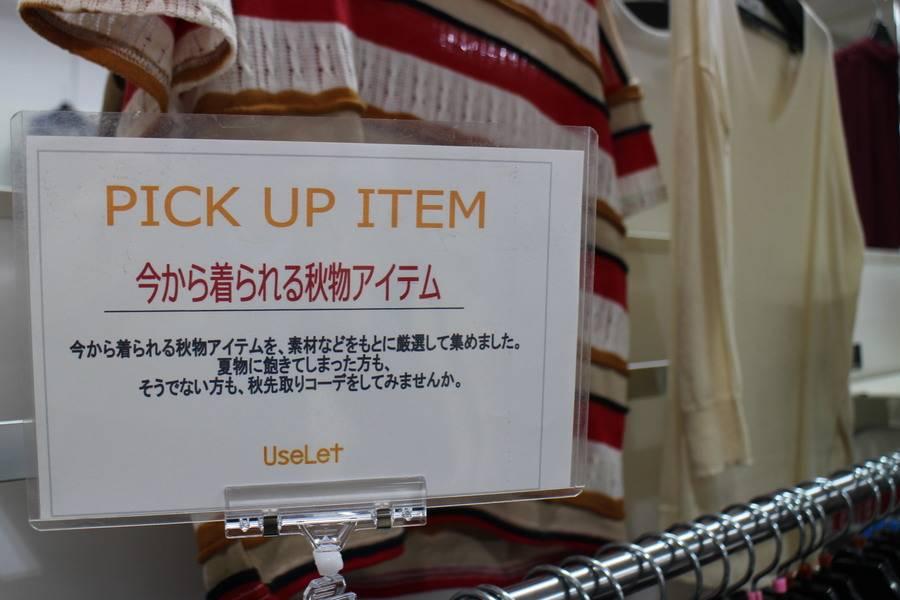 PICK UP ITEM
今から着られる秋物アイテム
今から着られる秋物アイテムを、素材などをもとに厳選して集めました。
夏物に飽きてしまった方も、
そうでない方も、秋先取りコーデをしてみませんか。
UseLet